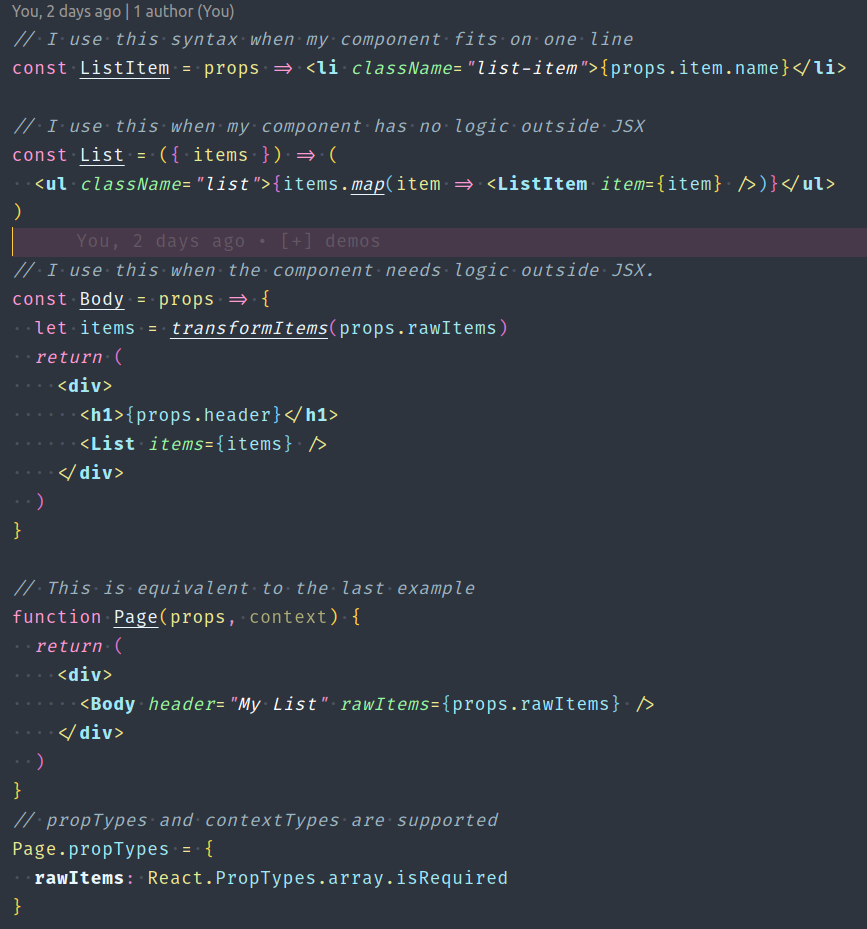 You, 2 days ago | 1 author (You)
// I use this syntax when my component fits on one line
const ListItem = props => <li className="list-item">{props.item.name}</li>
// I use this when my component has no logic outside JSX
const List = ({ items }) => (
  <ul className="list">{items.map(item => <ListItem item={item} />)}</ul>
)
You, 2 days ago • [+] demos
// I use this when the component needs logic outside JSX.
const Body = props => {
  let items = transformItems(props.rawItems)
  return (
    <div>
      <h1>{props.header}</h1>
      <List items={items} />
    </div>
  )
}
// This is equivalent to the last example
function Page(props, context) {
  return (
    <div>
      <Body header="My List" rawItems={props.rawItems} />
    </div>
  )
}
// propTypes and contextTypes are supported
Page.propTypes = {
  rawItems: React.PropTypes.array.isRequired
}